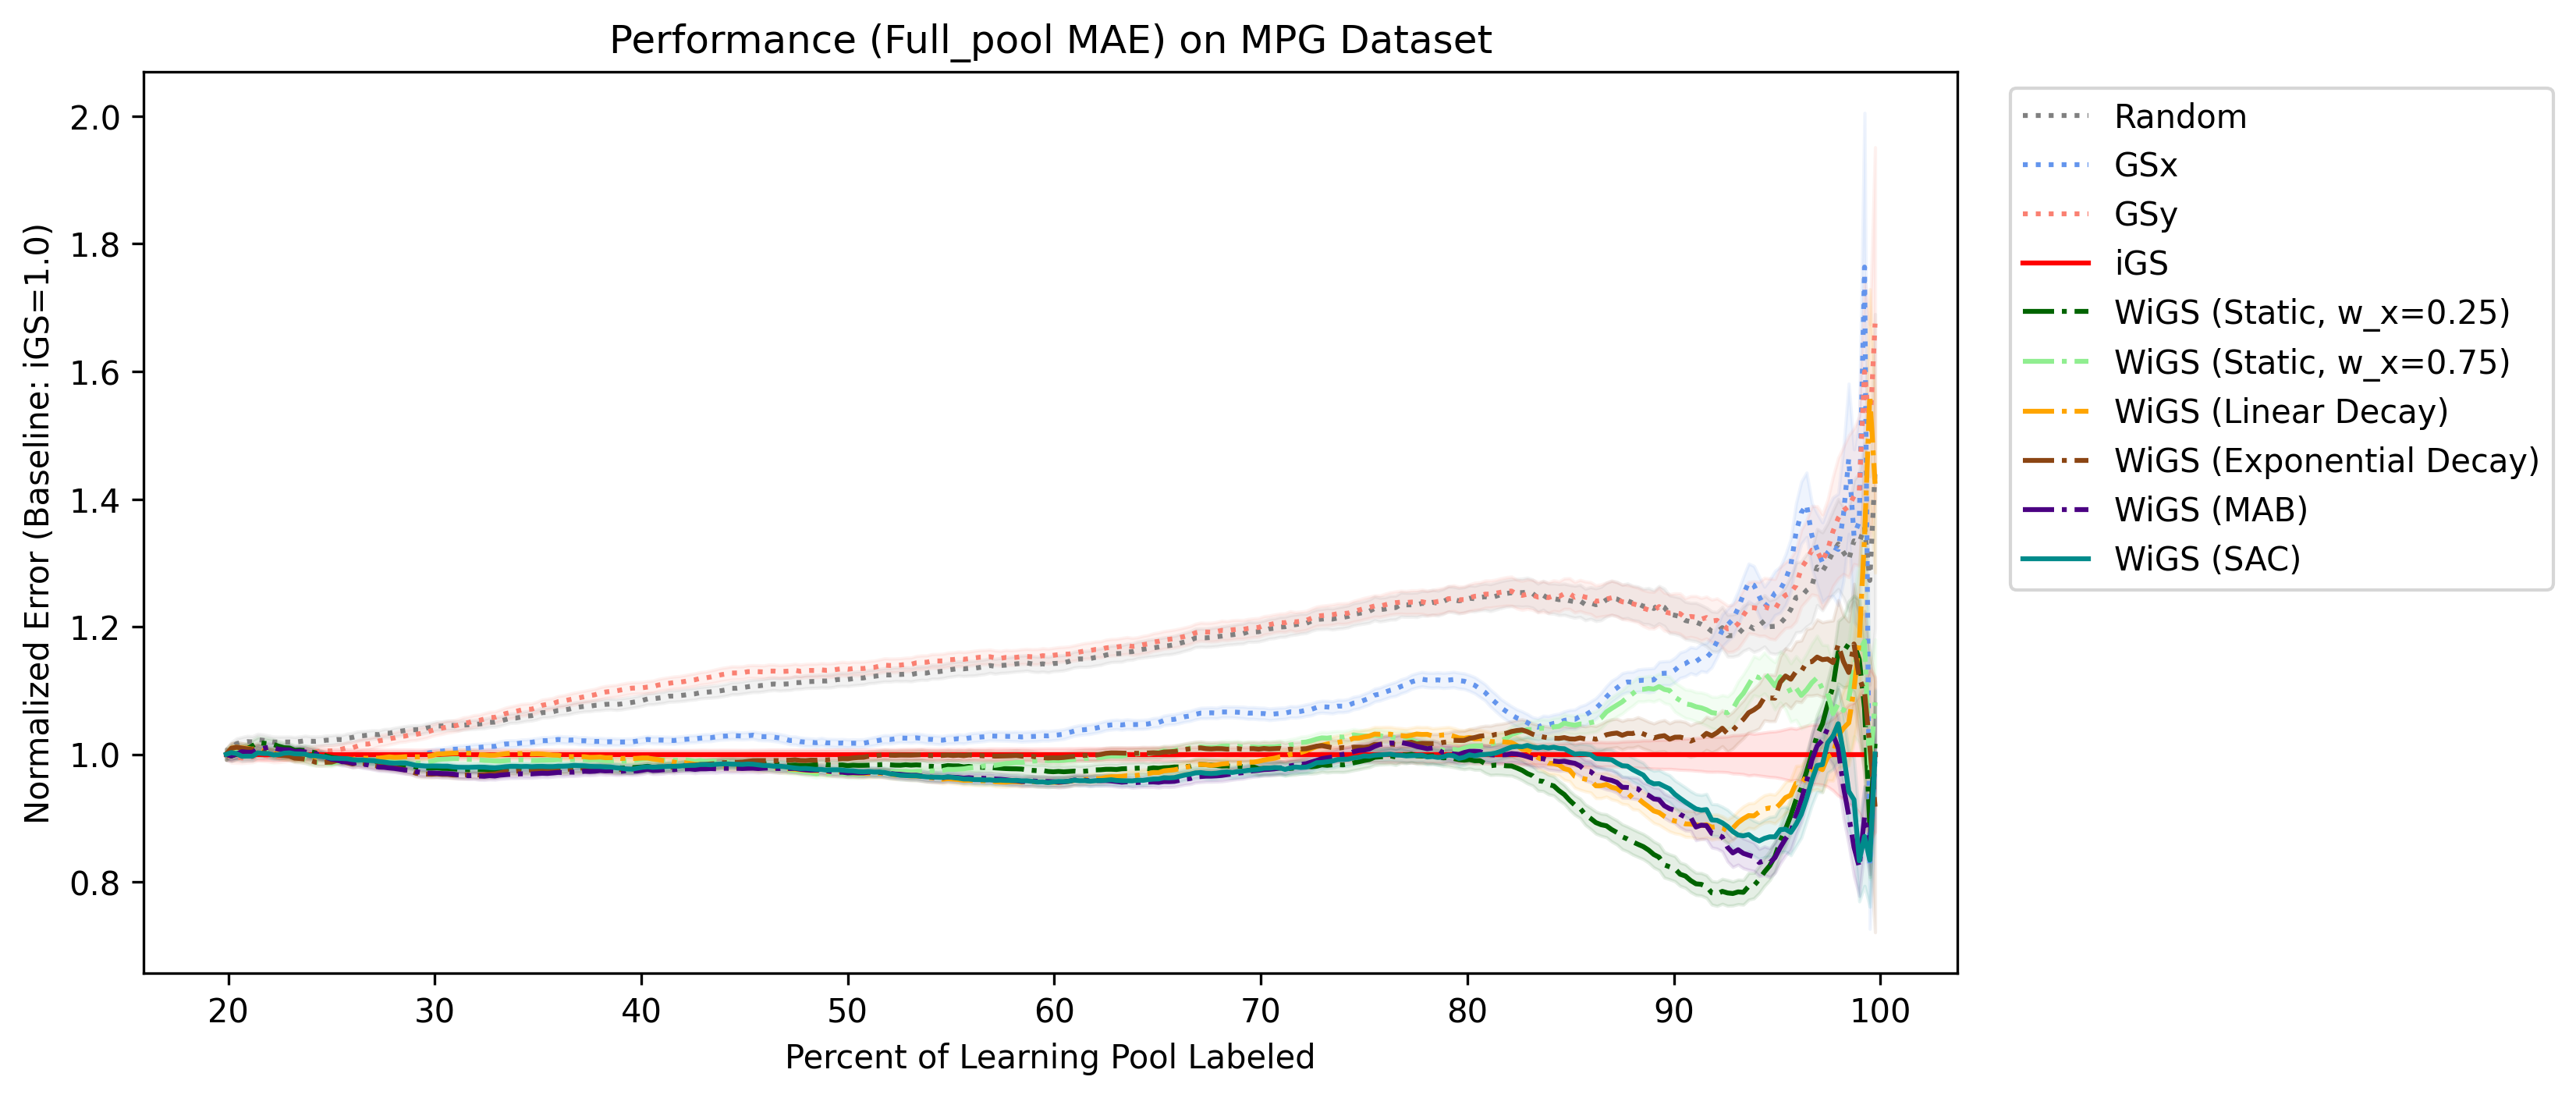 Performance (Full_pool MAE) on MPG Dataset
Normalized Error (Baseline: iGS=1.0)
2.0
1.8
1.6
1.4
1.2
1.0
0.8
20 30 40 50 60 70 80 90 100
Percent of Learning Pool Labeled
Random
GSx
GSy
iGS
WiGS (Static, w_x=0.25)
WiGS (Static, w_x=0.75)
WiGS (Linear Decay)
WiGS (Exponential Decay)
WiGS (MAB)
WiGS (SAC)